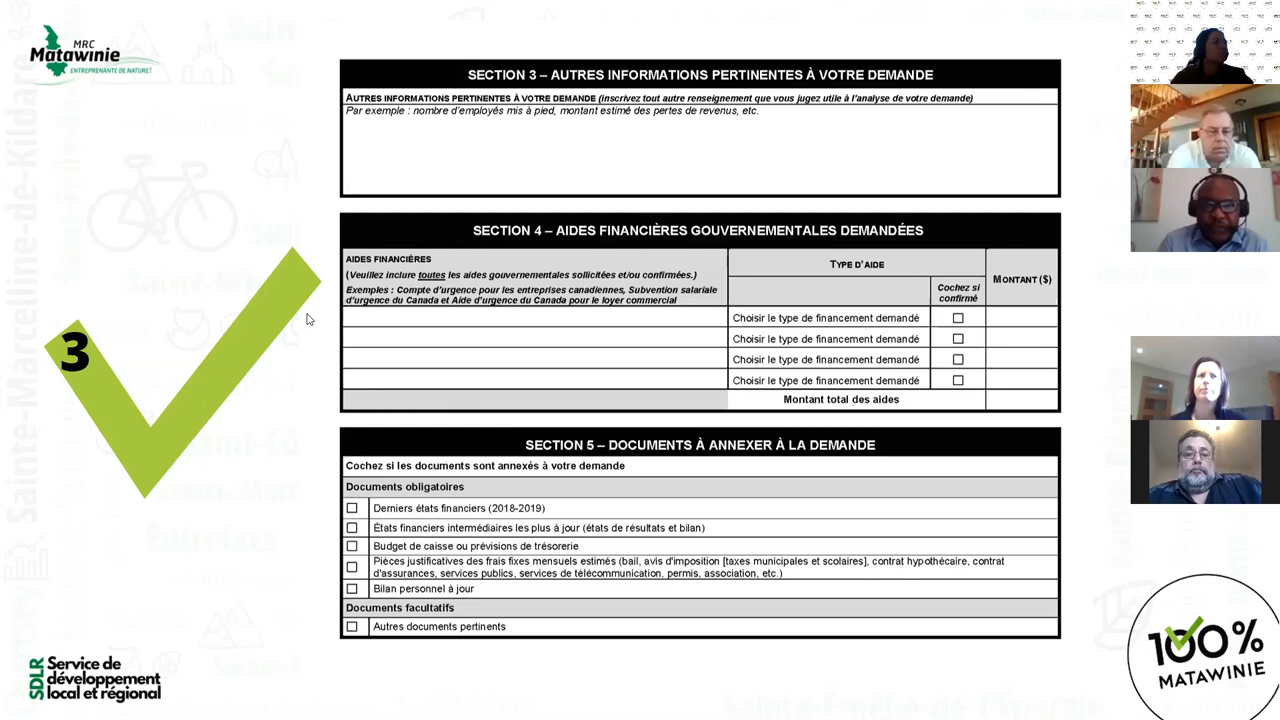 MRC
Matawinie
ENTREPRENANTE DE NATURE!
SECTION 3 – AUTRES INFORMATIONS PERTINENTES À VOTRE DEMANDE
AUTRES INFORMATIONS PERTINENTES À VOTRE DEMANDE (inscrivez tout autre renseignement que vous jugez utile à l'analyse de votre demande)
Par exemple : nombre d'employés mis à pied, montant estimé des pertes de revenus, etc.
SECTION 4 – AIDES FINANCIÈRES GOUVERNEMENTALES DEMANDÉES
AIDES FINANCIÈRES
(Veuillez inclure toutes les aides gouvernementales sollicitées et/ou confirmées.)
Exemples : Compte d'urgence pour les entreprises canadiennes, Subvention salariale
d'urgence du Canada et Aide d'urgence du Canada pour le loyer commercial
TYPE D'AIDE
Cochez si
confirmé
MONTANT ($)
Choisir le type de financement demandé
Choisir le type de financement demandé
Choisir le type de financement demandé
Choisir le type de financement demandé
Montant total des aides
3
SECTION 5 – DOCUMENTS À ANNEXER À LA DEMANDE
Cochez si les documents sont annexés à votre demande
Documents obligatoires
Derniers états financiers (2018-2019)
États financiers intermédiaires les plus à jour (états de résultats et bilan)
Budget de caisse ou prévisions de trésorerie
Pièces justificatives des frais fixes mensuels estimés (bail, avis d'imposition [taxes municipales et scolaires], contrat hypothécaire, contrat
d'assurances, services publics, services de télécommunication, permis, association, etc.)
Bilan personnel à jour
Documents facultatifs
Autres documents pertinents
SDLR
Service de
développement
local et régional
100%
MATAWINIE
Sainte-Marcelline-de-Kildare
Entrelacs
Sainte-Émélie-de-l'Énergie